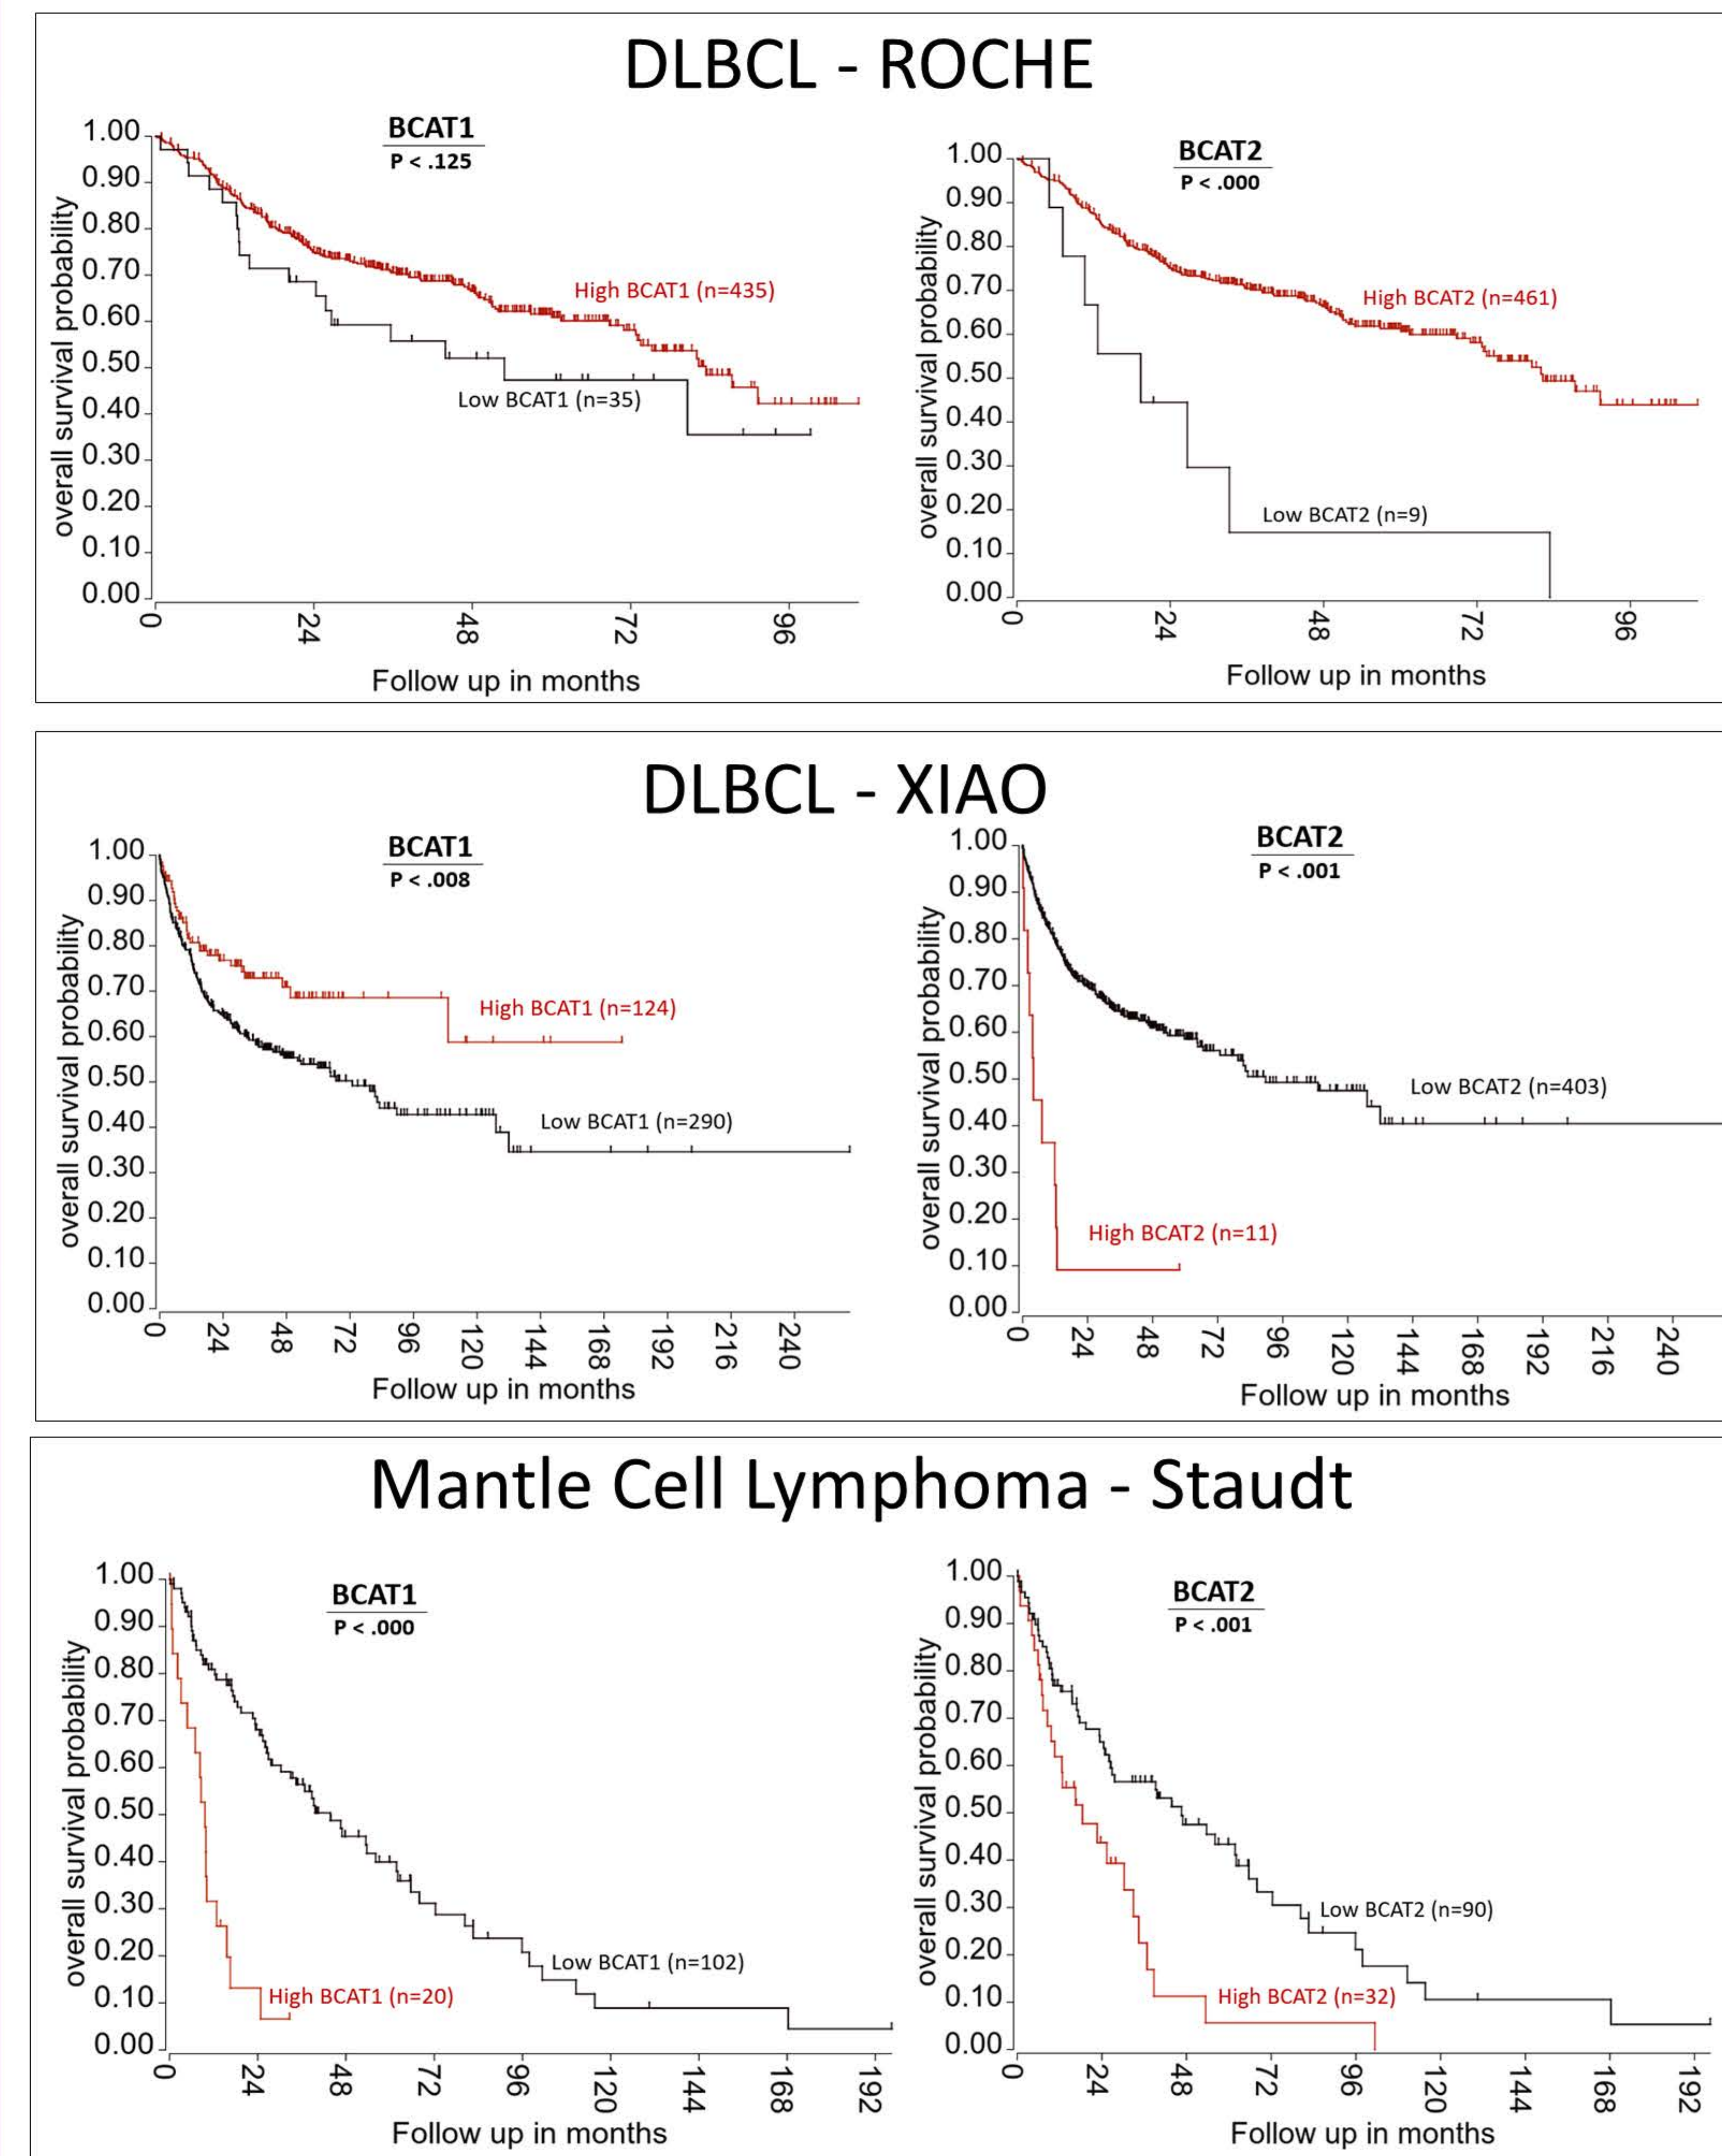 DLBCL - ROCHE
BCAT1
P < .125
overall survival probability
1.00
0.90
0.80
0.70
0.60
0.50
0.40
0.30
0.20
0.10
0.00
High BCAT1 (n=435)
Low BCAT1 (n=35)
0 24 48 72 96
Follow up in months
BCAT2
P < .000
overall survival probability
1.00
0.90
0.80
0.70
0.60
0.50
0.40
0.30
0.20
0.10
0.00
High BCAT2 (n=461)
Low BCAT2 (n=9)
0 24 48 72 96
Follow up in months
DLBCL - XIAO
BCAT1
P < .008
overall survival probability
1.00
0.90
0.80
0.70
0.60
0.50
0.40
0.30
0.20
0.10
0.00
High BCAT1 (n=124)
Low BCAT1 (n=290)
0 24 48 72 96 120 144 168 192 216 240
Follow up in months
BCAT2
P < .001
overall survival probability
1.00
0.90
0.80
0.70
0.60
0.50
0.40
0.30
0.20
0.10
0.00
Low BCAT2 (n=403)
High BCAT2 (n=11)
0 24 48 72 96 120 144 168 192 216 240
Follow up in months
Mantle Cell Lymphoma - Staudt
BCAT1
P < .000
overall survival probability
1.00
0.90
0.80
0.70
0.60
0.50
0.40
0.30
0.20
0.10
0.00
Low BCAT1 (n=102)
High BCAT1 (n=20)
0 24 48 72 96 120 144 168 192
Follow up in months
BCAT2
P < .001
overall survival probability
1.00
0.90
0.80
0.70
0.60
0.50
0.40
0.30
0.20
0.10
0.00
Low BCAT2 (n=90)
High BCAT2 (n=32)
0 24 48 72 96 120 144 168 192
Follow up in months